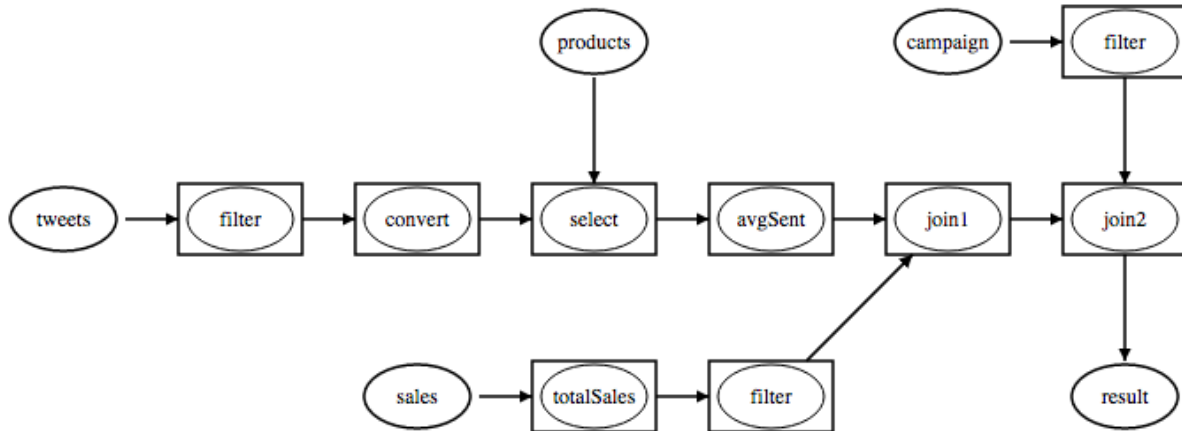 products
campaign
filter
tweets
filter
convert
select
avgSent
join1
join2
sales
totalSales
filter
result